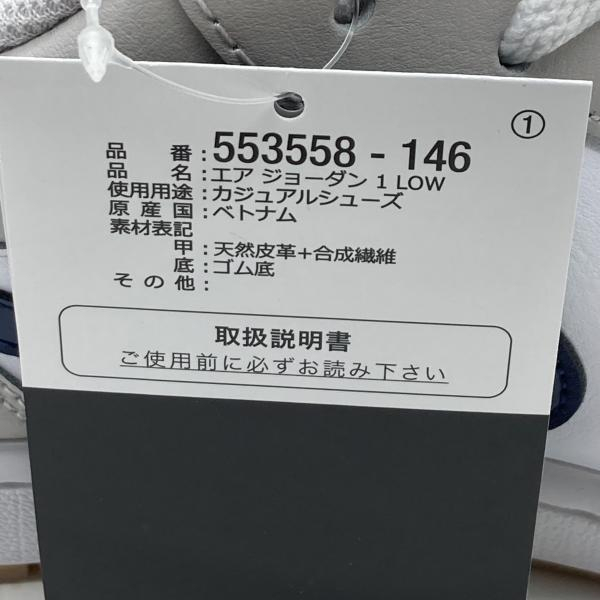 ①
品番:553558 - 146
品名:エア ジョーダン 1 LOW
使用用途:カジュアルシューズ
原産国:ベトナム
素材表記
甲:天然皮革+合成繊維
底:ゴム底
その他:
取扱説明書
ご使用前に必ずお読み下さい